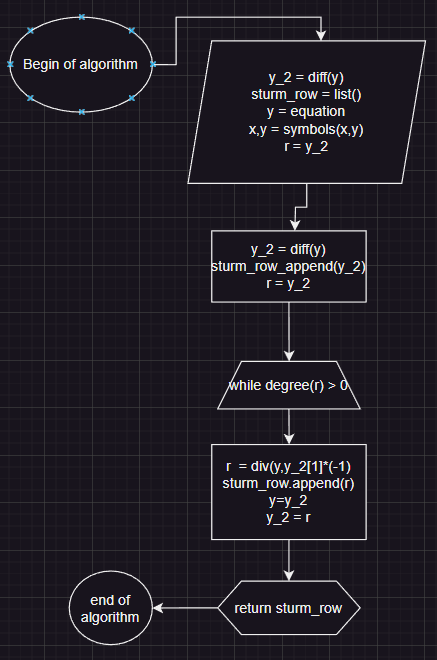 Begin of algorithm
y_2 = diff(y)
sturm_row = list()
y = equation
x,y = symbols(x,y)
r = y_2
y_2 = diff(y)
sturm_row_append(y_2)
r = y_2
while degree(r) > 0
r  = div(y,y_2[1]*(-1)
sturm_row.append(r)
y=y_2
y_2 = r
return sturm_row
end of
algorithm